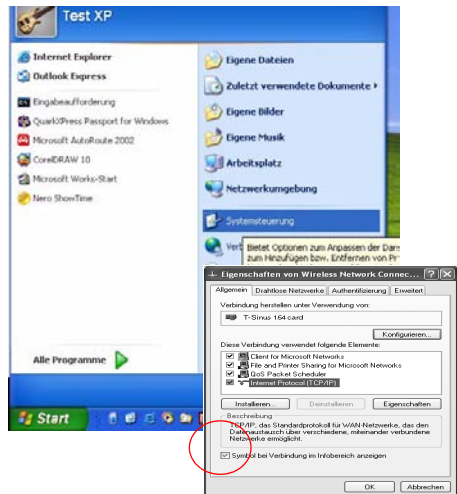 Test XP
Internet Explorer
Outlook Express
Eingabeaufforderung
QuarkXPress Passport for Windows
Microsoft AutoRoute 2002
CorelDRAW 10
Microsoft Works-Start
Nero ShowTime
Alle Programme
Eigene Dateien
Zuletzt verwendete Dokumente
Eigene Bilder
Eigene Musik
Arbeitsplatz
Netzwerkumgebung
Systemsteuerung
Bietet Optionen zum Anpassen der
zum Hinzufügen bzw. Entfernen von
Start
Eigenschaften von Wireless Network Connec...
Allgemein Drahtlose Netzwerke Authentifizierung Erweitert
Verbindung herstellen unter Verwendung von:
T-Sinus 154 card
Konfigurieren...
Diese Verbindung verwendet folgende Elemente:
Client for Microsoft Networks
File and Printer Sharing for Microsoft Networks
QoS Packet Scheduler
Internet Protocol (TCP/IP)
Installieren... Deinstallieren Eigenschaften
Beschreibung
TCP/IP, das Standardprotokoll für WAN-Netzwerke, das den
Datenaustausch über verschiedene, miteinander verbundene
Netzwerke ermöglicht.
Symbol bei Verbindung im Infobereich anzeigen
OK Abbrechen